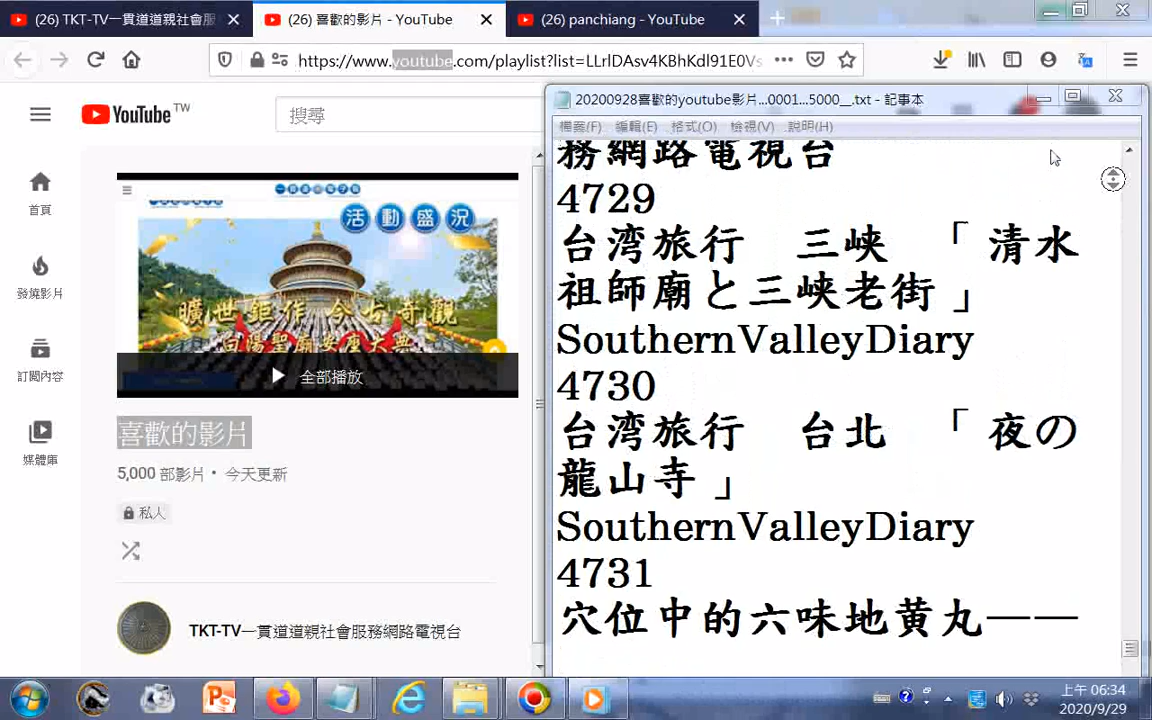 (26) TKT-TV一貫道道親社會服
(26) 喜歡的影片 - YouTube
(26) panchiang - YouTube
https://www.youtube.com/playlist?list=LLrlDAsv4KBhKdl91E0Vs
YouTube TW
搜尋
首頁
發燒影片
訂閱內容
媒體庫
活動盛況
曠世鉅作 今古奇觀
白陽聖廟安座大典
全部播放
喜歡的影片
5,000 部影片・今天更新
私人
TKT-TV一貫道道親社會服務網路電視台
20200928喜歡的youtube影片...0001...5000__.txt - 記事本
檔案(F) 編輯(E) 格式(O) 檢視(V) 說明(H)
務網路電視台
4729
台湾旅行　三峡　「 清水
祖師廟と三峡老街 」
SouthernValleyDiary
4730
台湾旅行　台北　「 夜の
龍山寺 」
SouthernValleyDiary
4731
穴位中的六味地黄丸——
上午 06:34
2020/9/29